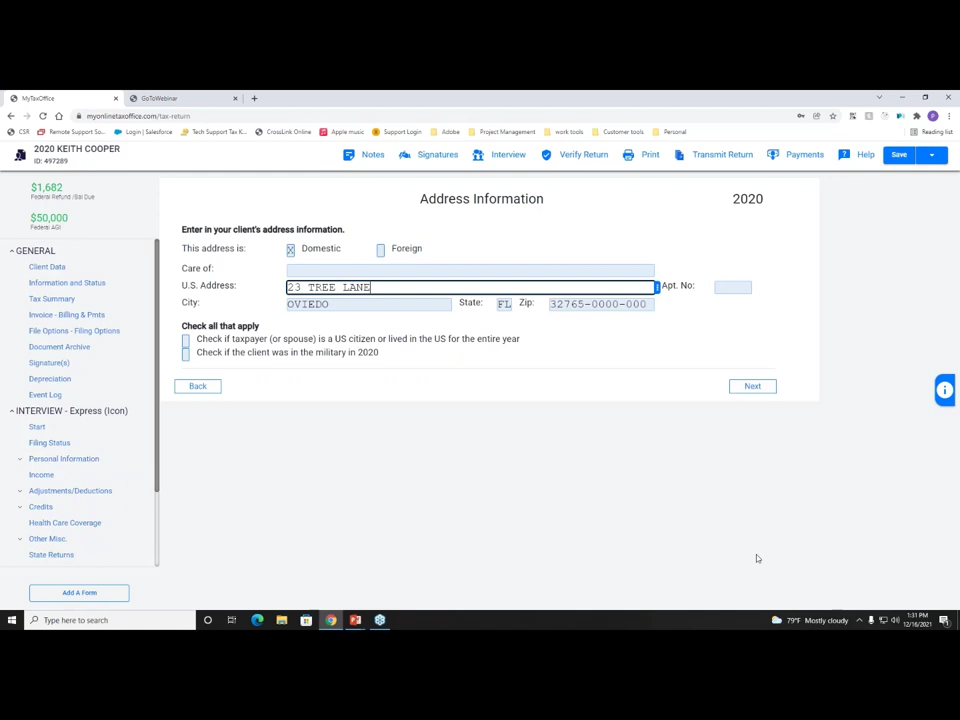 MyTaxOffice
GoToWebinar
myonlinetaxoffice.com/tax-return
CSR Remote Support So... Login | Salesforce Tech Support Tax K... CrossLink Online Apple music Support Login Adobe Project Management work tools Customer tools Personal Reading list
2020 KEITH COOPER
ID: 497289
Notes Signatures Interview Verify Return Print Transmit Return Payments Help Save
$1,682
Federal Refund /Bal Due
$50,000
Federal AGI
GENERAL
Client Data
Information and Status
Tax Summary
Invoice - Billing & Pmts
File Options - Filing Options
Document Archive
Signature(s)
Depreciation
Event Log
INTERVIEW - Express (Icon)
Start
Filing Status
Personal Information
Income
Adjustments/Deductions
Credits
Health Care Coverage
Other Misc.
State Returns
Add A Form
Address Information 2020
Enter in your client's address information.
This address is: X Domestic Foreign
Care of:
U.S. Address: 23 TREE LANE Apt. No:
City: OVIEDO State: FL Zip: 32765-0000-000
Check all that apply
Check if taxpayer (or spouse) is a US citizen or lived in the US for the entire year
Check if the client was in the military in 2020
Back Next
Type here to search
79°F Mostly cloudy
1:31 PM
12/16/2021